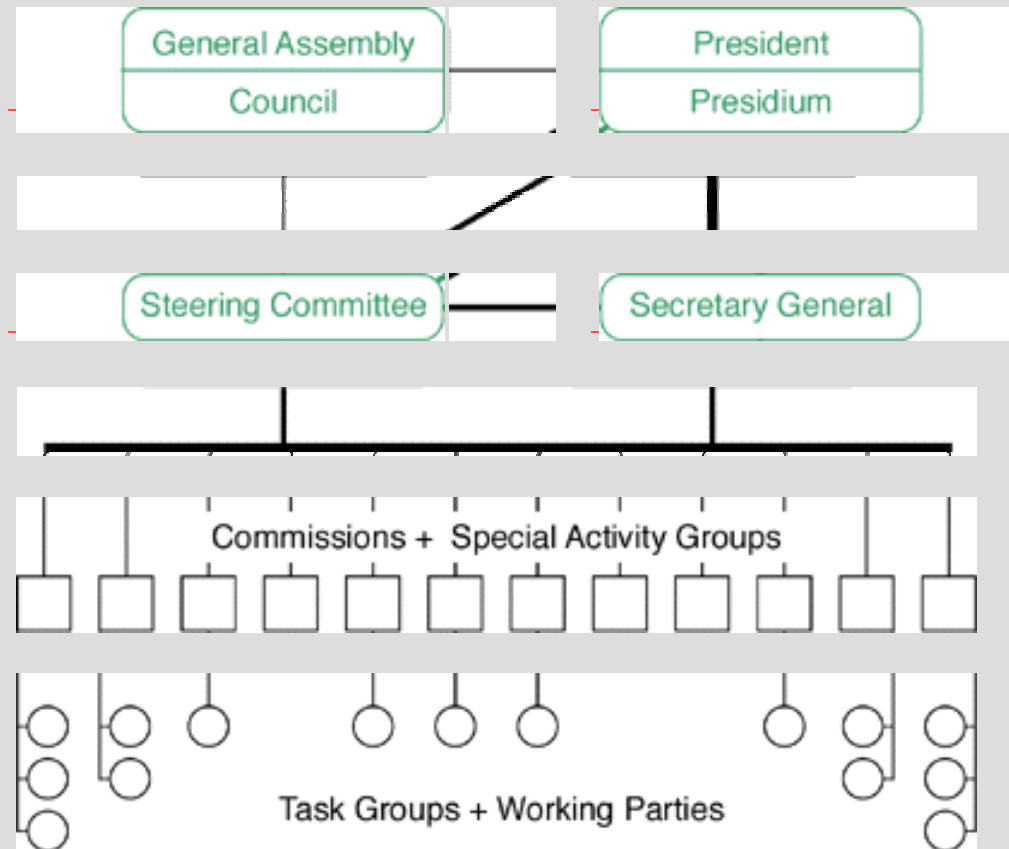 General Assembly
Council
President
Presidium
Steering Committee
Secretary General
Commissions + Special Activity Groups
Task Groups + Working Parties